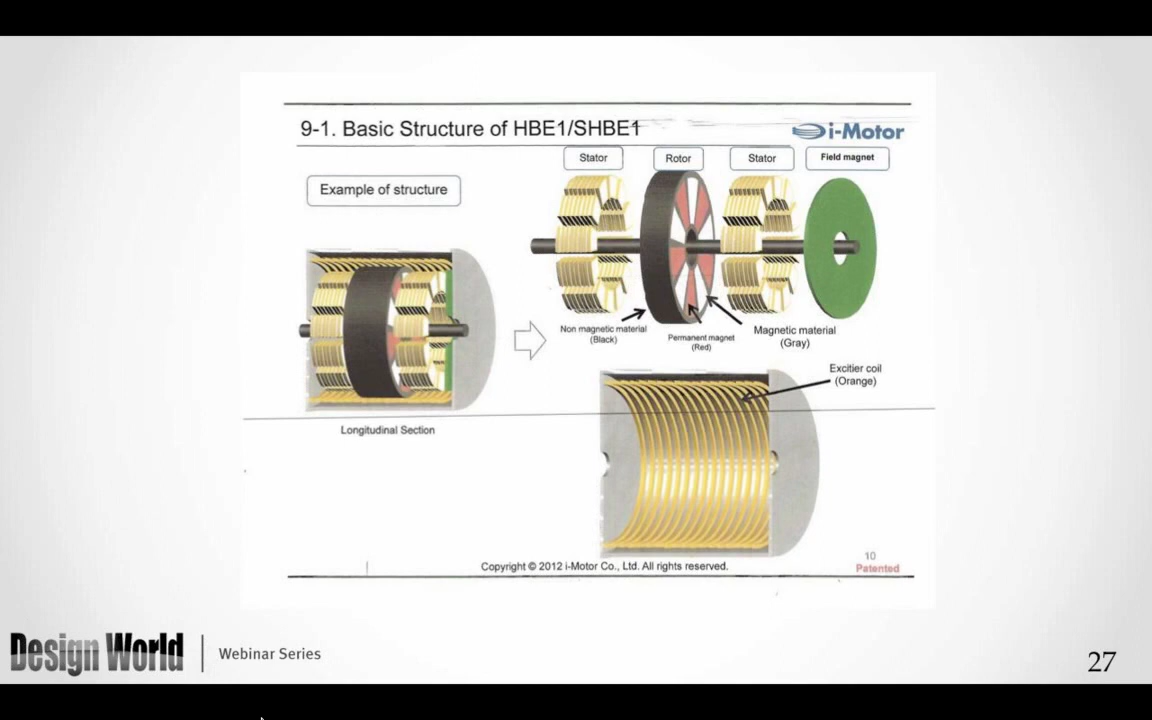 9-1. Basic Structure of HBE1/SHBE1
i-Motor
Stator
Rotor
Stator
Field magnet
Example of structure
Non magnetic material
(Black)
Permanent magnet
(Red)
Magnetic material
(Gray)
Excitier coil
(Orange)
Longitudinal Section
Copyright © 2012 i-Motor Co., Ltd. All rights reserved.
10
Patented
Design World
Webinar Series
27